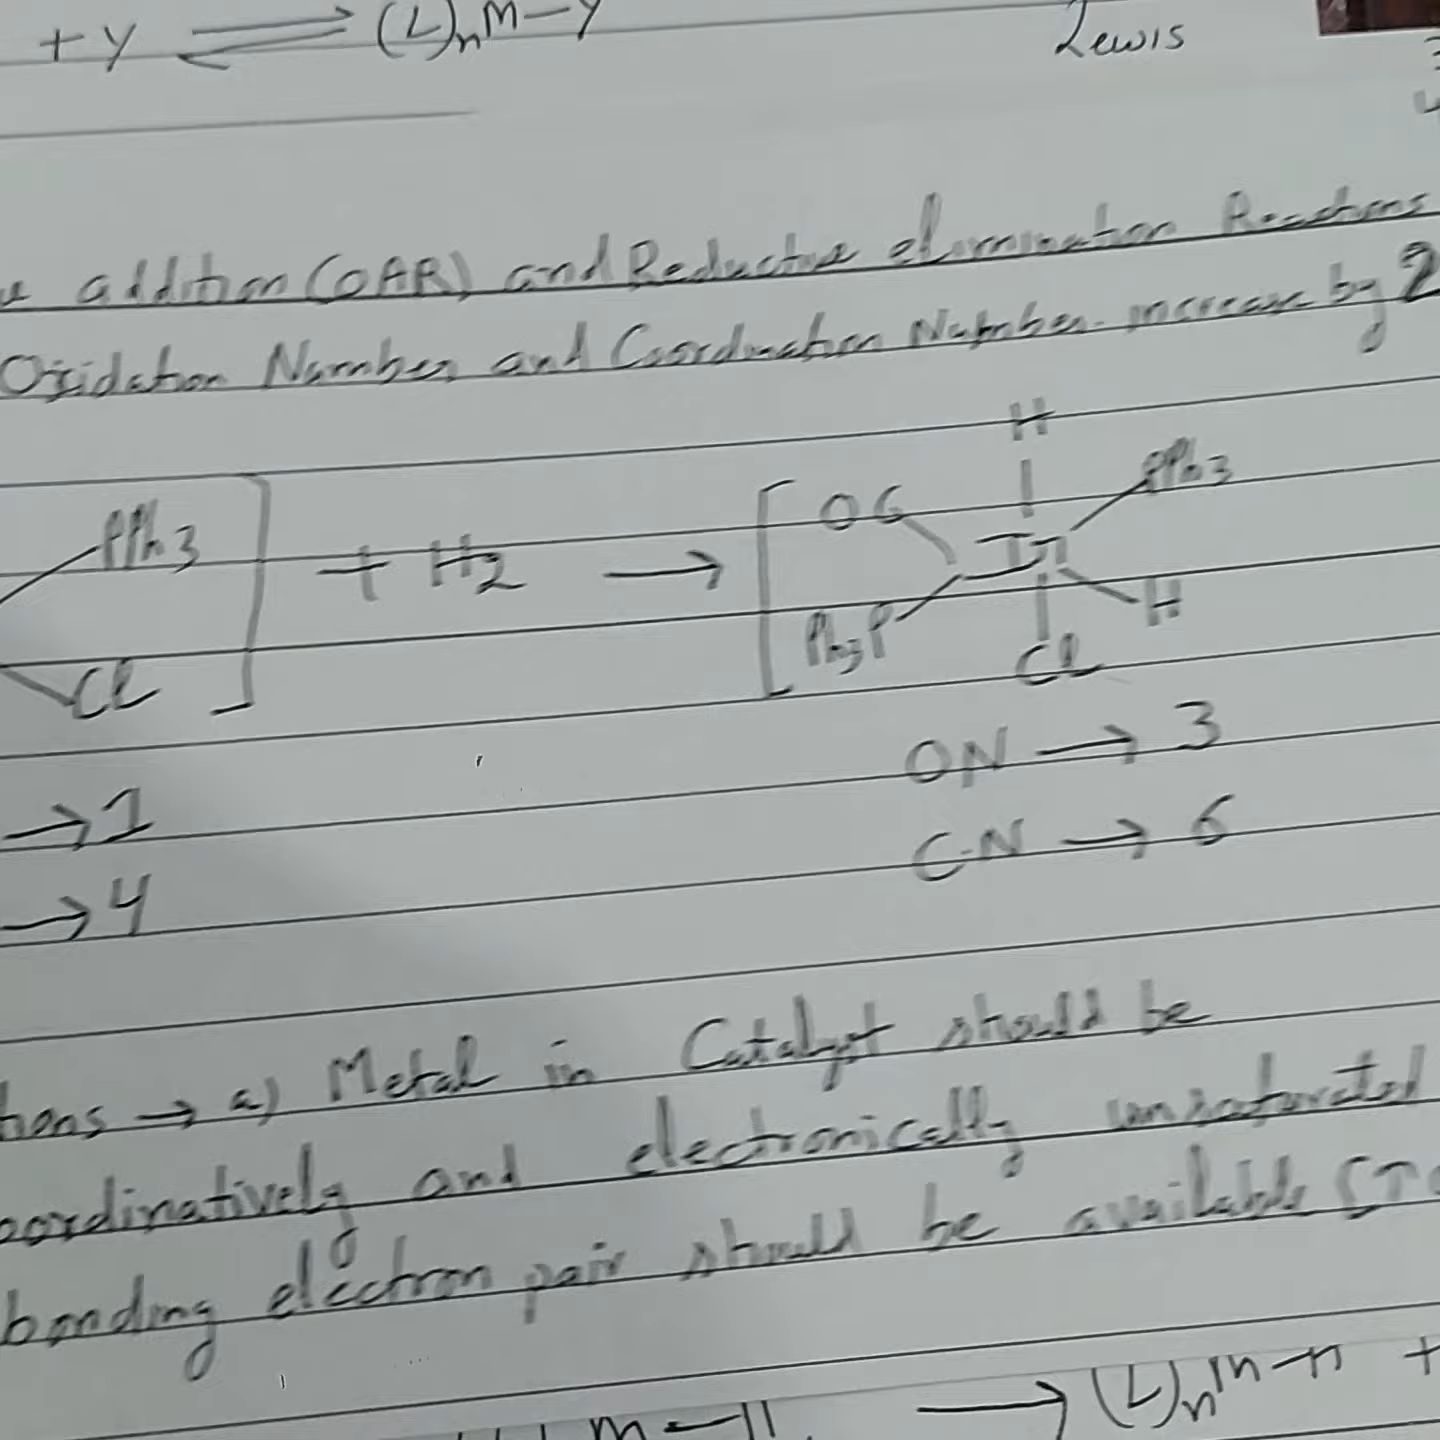 + Y ⇌ (L)nM-Y Lewis
addition (OAR) and Reductive elimination Reactions
Oxidation Number and Coordination Number increase by 2
H
PPh3 + H2 → [ OC Ir PPh3
Ph3P H
Cl ] Cl
ON → 3
→ 1
C.N → 6
→ 4
tions → a) Metal in Catalyst should be
oordinatively and electronically unsaturated
bonding electron pair should be available
→ (L)n M-H +
M-H